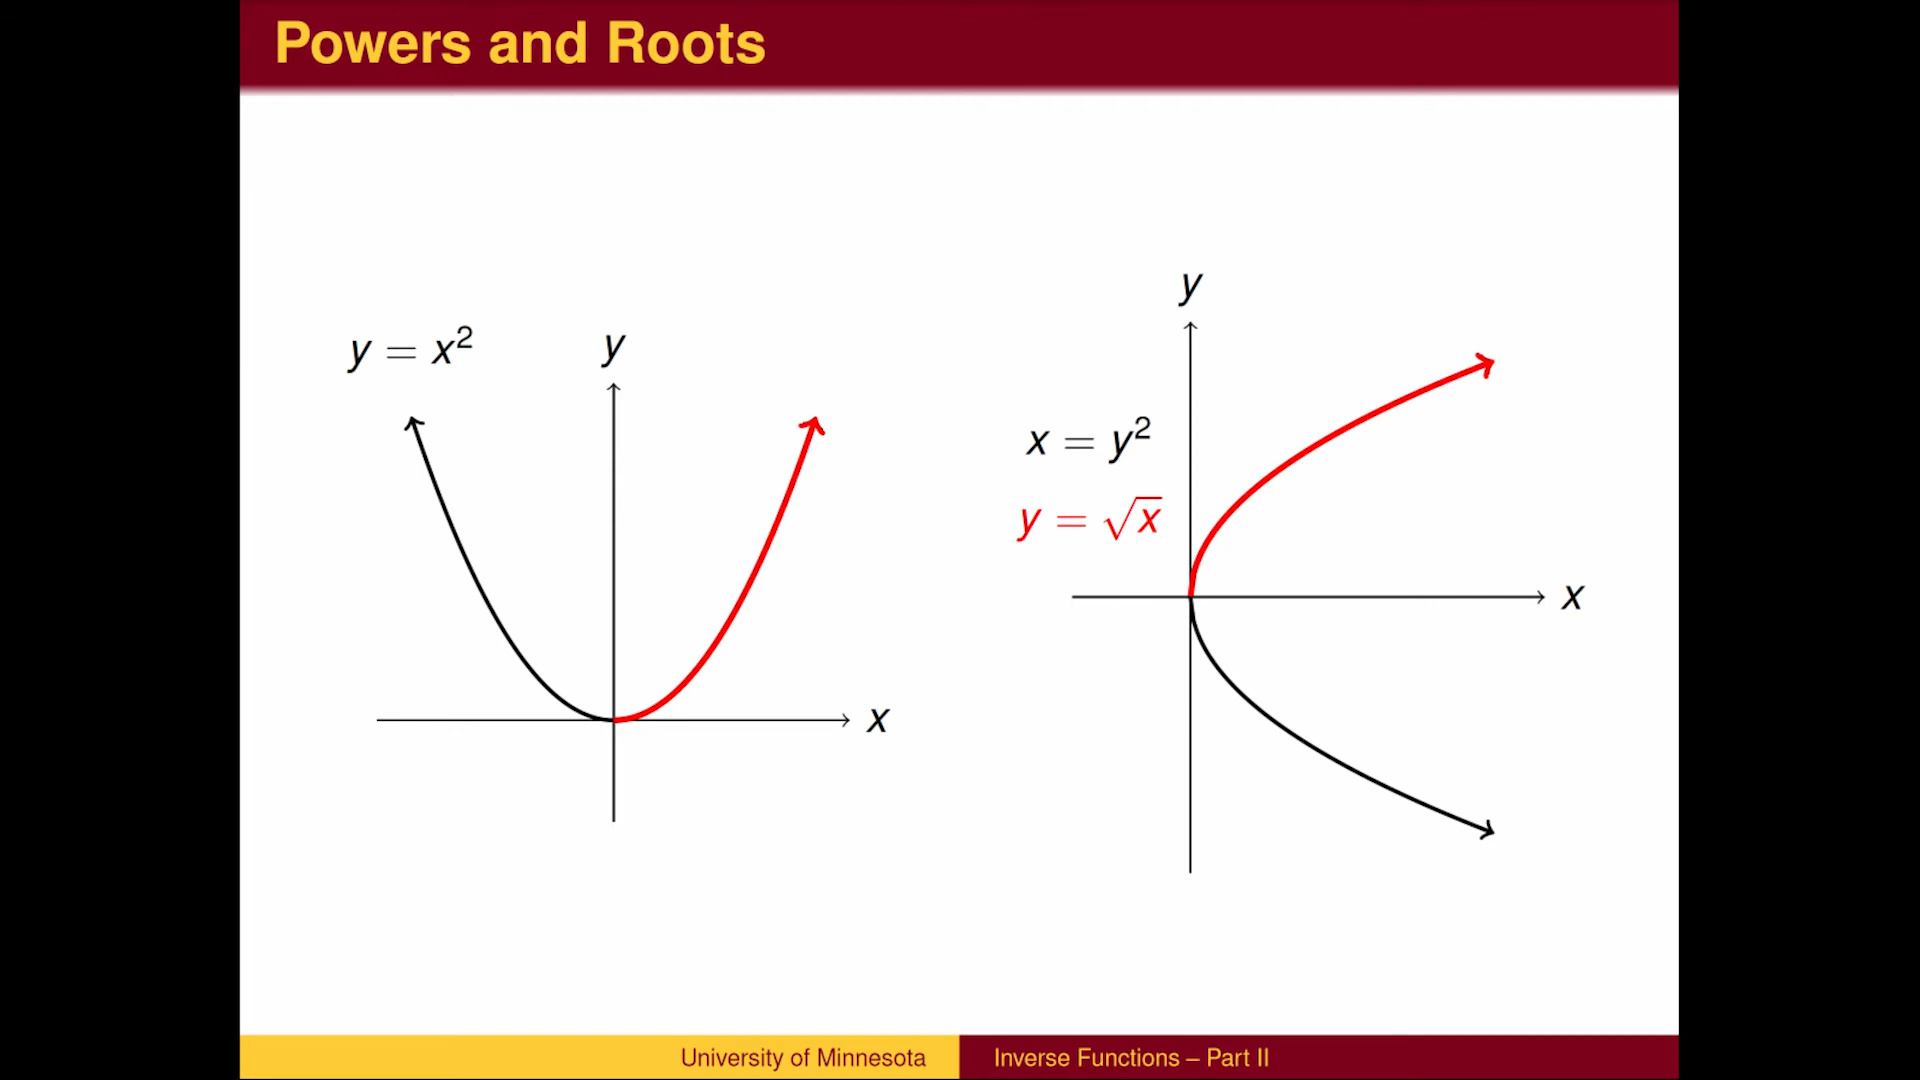 Powers and Roots
y = x²
y
x
y
x = y²
y = √x
x
University of Minnesota
Inverse Functions – Part II